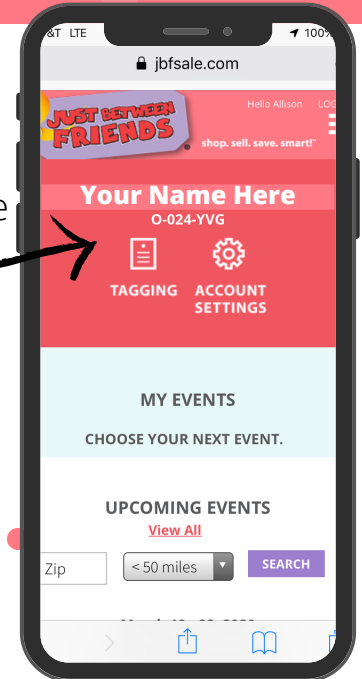 &T LTE 100%
jbfsale.com
Hello Allison LOG
JUST BETWEEN
FRIENDS
shop. sell. save. smart!
Your Name Here
O-024-YVG
TAGGING ACCOUNT
SETTINGS
MY EVENTS
CHOOSE YOUR NEXT EVENT.
UPCOMING EVENTS
View All
Zip < 50 miles SEARCH